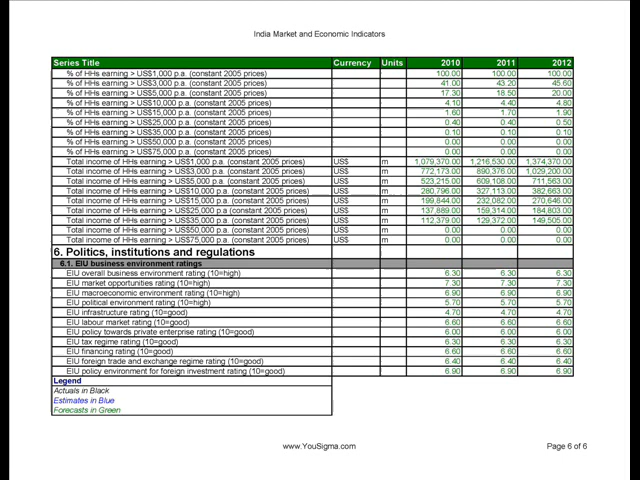 India Market and Economic Indicators
Series Title Currency Units 2010 2011 2012
% of HHs earning > US$1,000 p.a. (constant 2005 prices) 100.00 100.00 100.00
% of HHs earning > US$3,000 p.a. (constant 2005 prices) 41.00 43.20 45.60
% of HHs earning > US$5,000 p.a. (constant 2005 prices) 17.30 18.50 20.00
% of HHs earning > US$10,000 p.a. (constant 2005 prices) 4.10 4.40 4.80
% of HHs earning > US$15,000 p.a. (constant 2005 prices) 1.60 1.70 1.90
% of HHs earning > US$25,000 p.a. (constant 2005 prices) 0.40 0.40 0.50
% of HHs earning > US$35,000 p.a. (constant 2005 prices) 0.10 0.10 0.10
% of HHs earning > US$50,000 p.a. (constant 2005 prices) 0.00 0.00 0.00
% of HHs earning > US$75,000 p.a. (constant 2005 prices) 0.00 0.00 0.00
Total income of HHs earning > US$1,000 p.a. (constant 2005 prices) US$ m 1,079,370.00 1,216,530.00 1,374,370.00
Total income of HHs earning > US$3,000 p.a. (constant 2005 prices) US$ m 772,173.00 890,376.00 1,029,200.00
Total income of HHs earning > US$5,000 p.a. (constant 2005 prices) US$ m 523,215.00 609,108.00 711,563.00
Total income of HHs earning > US$10,000 p.a. (constant 2005 prices) US$ m 280,796.00 327,113.00 382,663.00
Total income of HHs earning > US$15,000 p.a. (constant 2005 prices) US$ m 199,844.00 232,082.00 270,646.00
Total income of HHs earning > US$25,000 p.a (constant 2005 prices) US$ m 137,889.00 159,314.00 184,803.00
Total income of HHs earning > US$35,000 p.a. (constant 2005 prices) US$ m 112,379.00 129,372.00 149,505.00
Total income of HHs earning > US$50,000 p.a. (constant 2005 prices) US$ m 0.00 0.00 0.00
Total income of HHs earning > US$75,000 p.a. (constant 2005 prices) US$ m 0.00 0.00 0.00
6. Politics, institutions and regulations
6.1. EIU business environment ratings
EIU overall business environment rating (10=high) 6.30 6.30 6.30
EIU market opportunities rating (10=high) 7.30 7.30 7.30
EIU macroeconomic environment rating (10=high) 6.90 6.90 6.90
EIU political environment rating (10=high) 5.70 5.70 5.70
EIU infrastructure rating (10=good) 4.70 4.70 4.70
EIU labour market rating (10=good) 6.60 6.60 6.60
EIU policy towards private enterprise rating (10=good) 6.00 6.00 6.00
EIU tax regime rating (10=good) 6.30 6.30 6.30
EIU financing rating (10=good) 6.60 6.60 6.60
EIU foreign trade and exchange regime rating (10=good) 6.40 6.40 6.40
EIU policy environment for foreign investment rating (10=good) 6.90 6.90 6.90
Legend
Actuals in Black
Estimates in Blue
Forecasts in Green
www.YouSigma.com Page 6 of 6